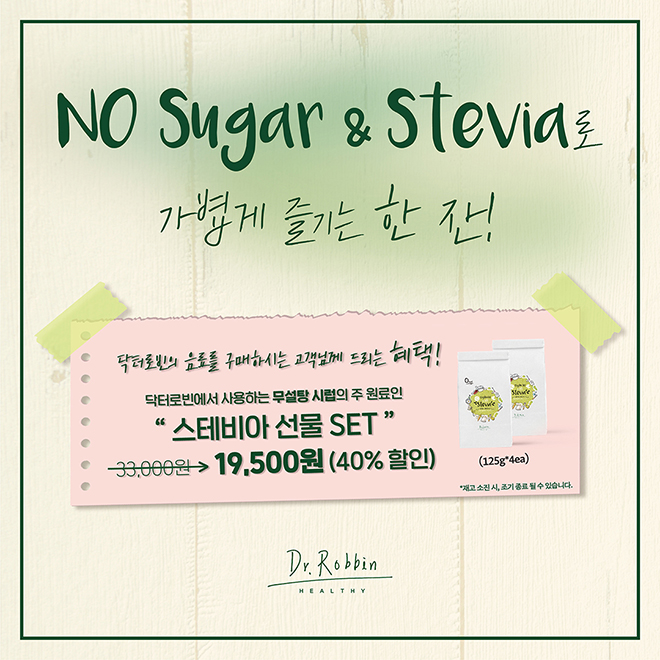 NO Sugar & Stevia로
가볍게 즐기는 한 잔!
닥터로빈의 음료를 구매하시는 고객님께 드리는 혜택!
닥터로빈에서 사용하는 무설탕 시럽의 주 원료인
“ 스테비아 선물 SET ”
33,000원 → 19,500원 (40% 할인)
(125g*4ea)
*재고 소진 시, 조기 종료 될 수 있습니다.
Dr. Robbin
HEALTHY